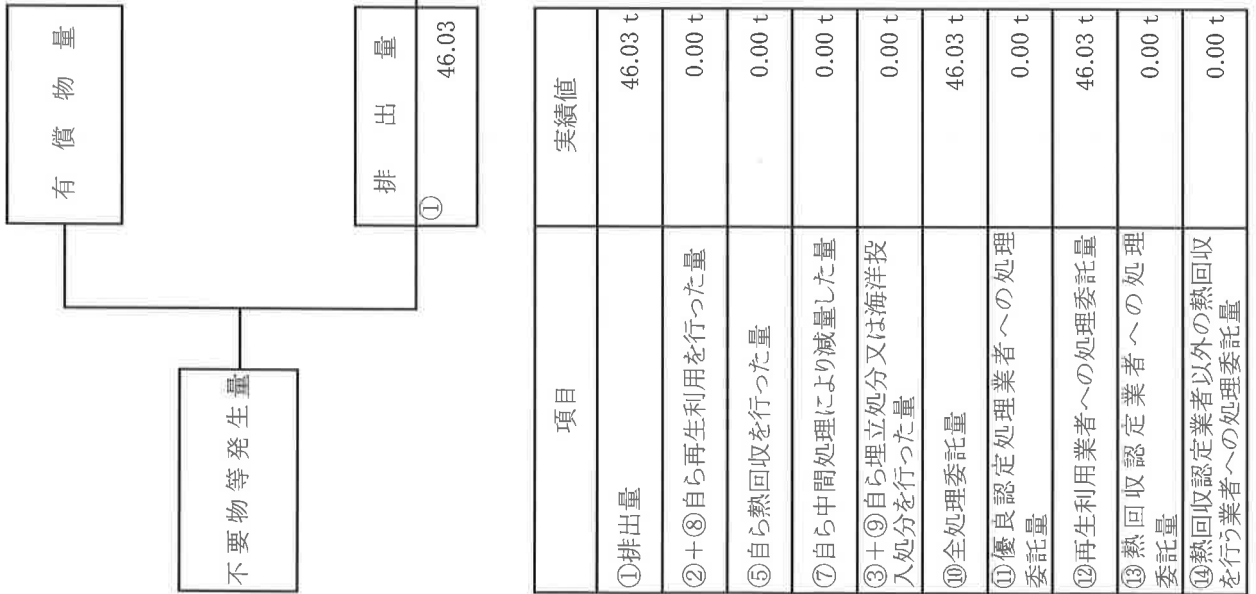 有償物量
排出量
① 46.03
不要物等発生量
項目 実績値
①排出量 46.03 t
②+⑧自ら再生利用を行った量 0.00 t
⑤自ら熱回収を行った量 0.00 t
⑦自ら中間処理により減量した量 0.00 t
③+⑨自ら埋立処分又は海洋投
入処分を行った量 0.00 t
⑩全処理委託量 46.03 t
⑪優良認定処理業者への処理
委託量 0.00 t
⑫再生利用業者への処理委託量 46.03 t
⑬熱回収認定業者への処理
委託量 0.00 t
⑭熱回収認定業者以外の熱回収
を行う業者への処理委託量 0.00 t